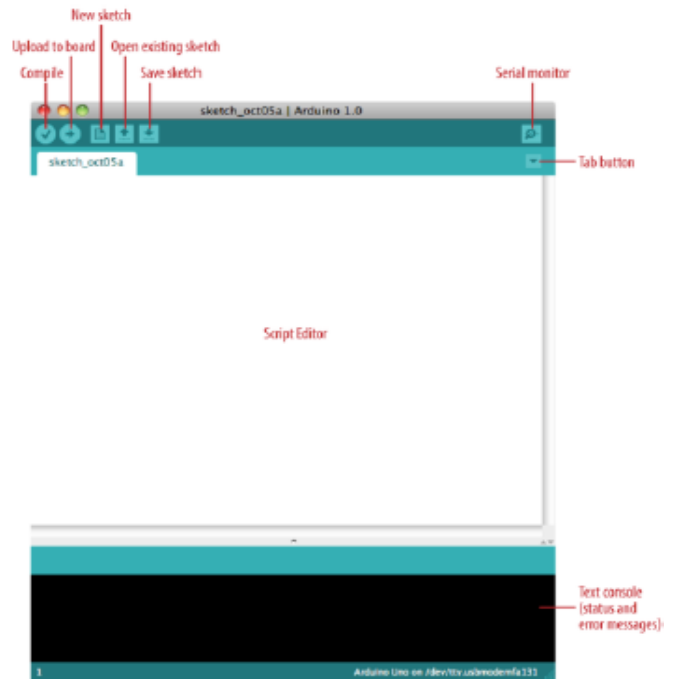 New sketch
Upload to board
Open existing sketch
Compile
Save sketch
Serial monitor
sketch_oct05a | Arduino 1.0
sketch_oct05a
Tab button
Script Editor
Text console
(status and
error messages)
1
Arduino Uno on /dev/tty.usbmodemfa131